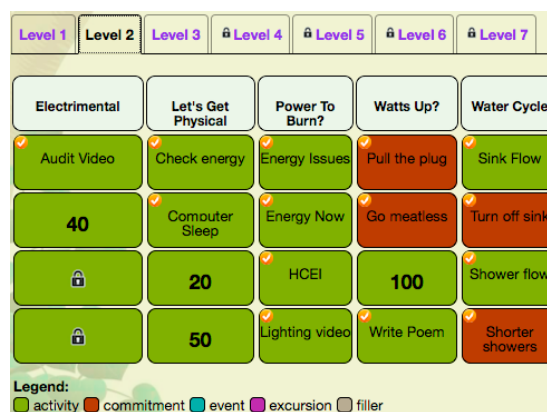 Level 1 Level 2 Level 3 Level 4 Level 5 Level 6 Level 7
Electrimental Let's Get Physical Power To Burn? Watts Up? Water Cycle
Audit Video Check energy Energy Issues Pull the plug Sink Flow
40 Computer Sleep Energy Now Go meatless Turn off sink
20 HCEI 100 Shower flow
50 Lighting video Write Poem Shorter showers
Legend:
activity commitment event excursion filler